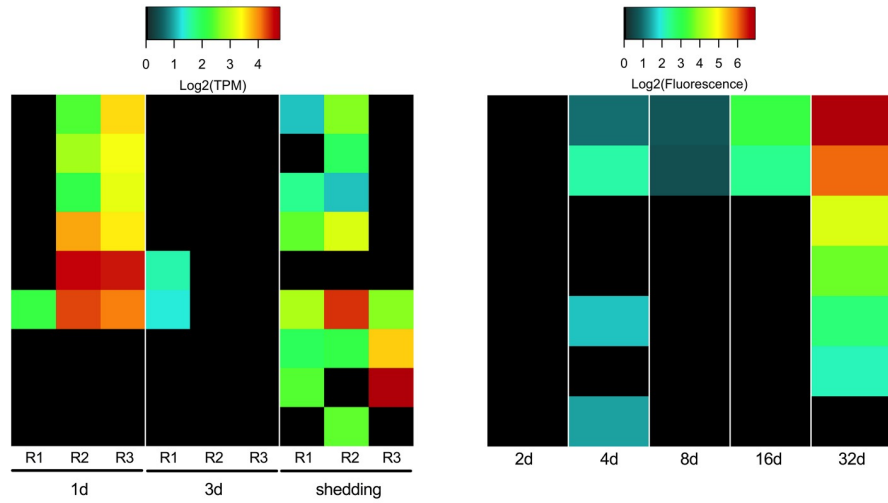 0 1 2 3 4
Log2(TPM)
R1 R2 R3 R1 R2 R3 R1 R2 R3
1d 3d shedding
0 1 2 3 4 5 6
Log2(Fluorescence)
2d 4d 8d 16d 32d